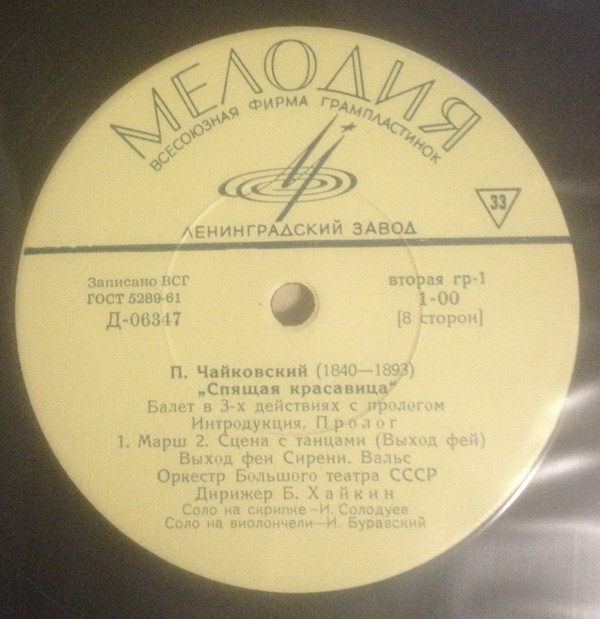 МЕЛОДИЯ
ВСЕСОЮЗНАЯ ФИРМА ГРАМПЛАСТИНОК
33
ЛЕНИНГРАДСКИЙ ЗАВОД
Записано ВСГ
ГОСТ 5289-61
Д-06347
вторая гр-1
1-00
[8 сторон]
П. Чайковский (1840—1893)
„Спящая красавица“
Балет в 3-х действиях с прологом
Интродукция. Пролог
1. Марш 2. Сцена с танцами (Выход фей)
Выход феи Сирени. Вальс
Оркестр Большого театра СССР
Дирижер Б. Хайкин
Соло на скрипке—И. Солодуев
Соло на виолончели—И. Буравский